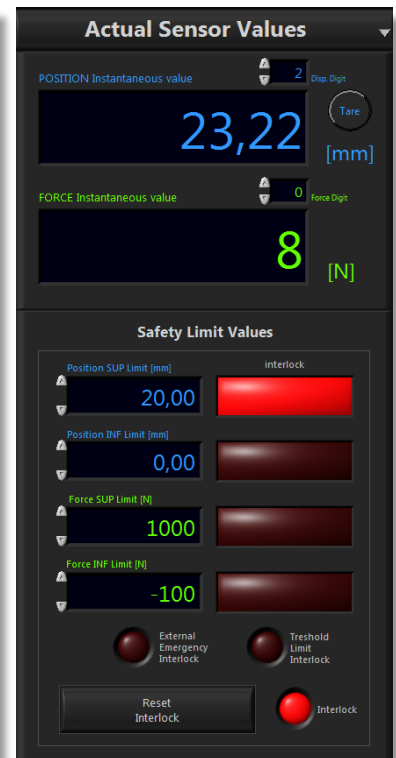 Actual Sensor Values
POSITION Instantaneous value
2
Disp. Digit
23,22
Tare
[mm]
FORCE Instantaneous value
0
Force Digit
8
[N]
Safety Limit Values
Position SUP Limit [mm]
interlock
20,00
Position INF Limit [mm]
0,00
Force SUP Limit [N]
1000
Force INF Limit [N]
-100
External
Emergency
Interlock
Treshold
Limit
Interlock
Reset
Interlock
Interlock